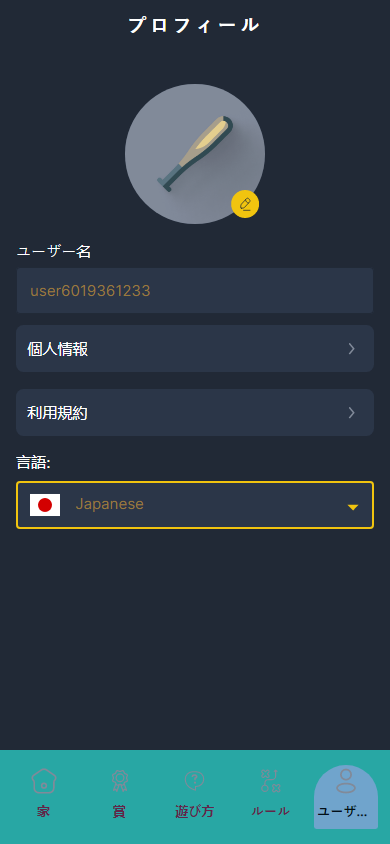 プロフィール
ユーザー名
user6019361233
個人情報
利用規約
言語:
Japanese
家
賞
遊び方
ルール
ユーザ...